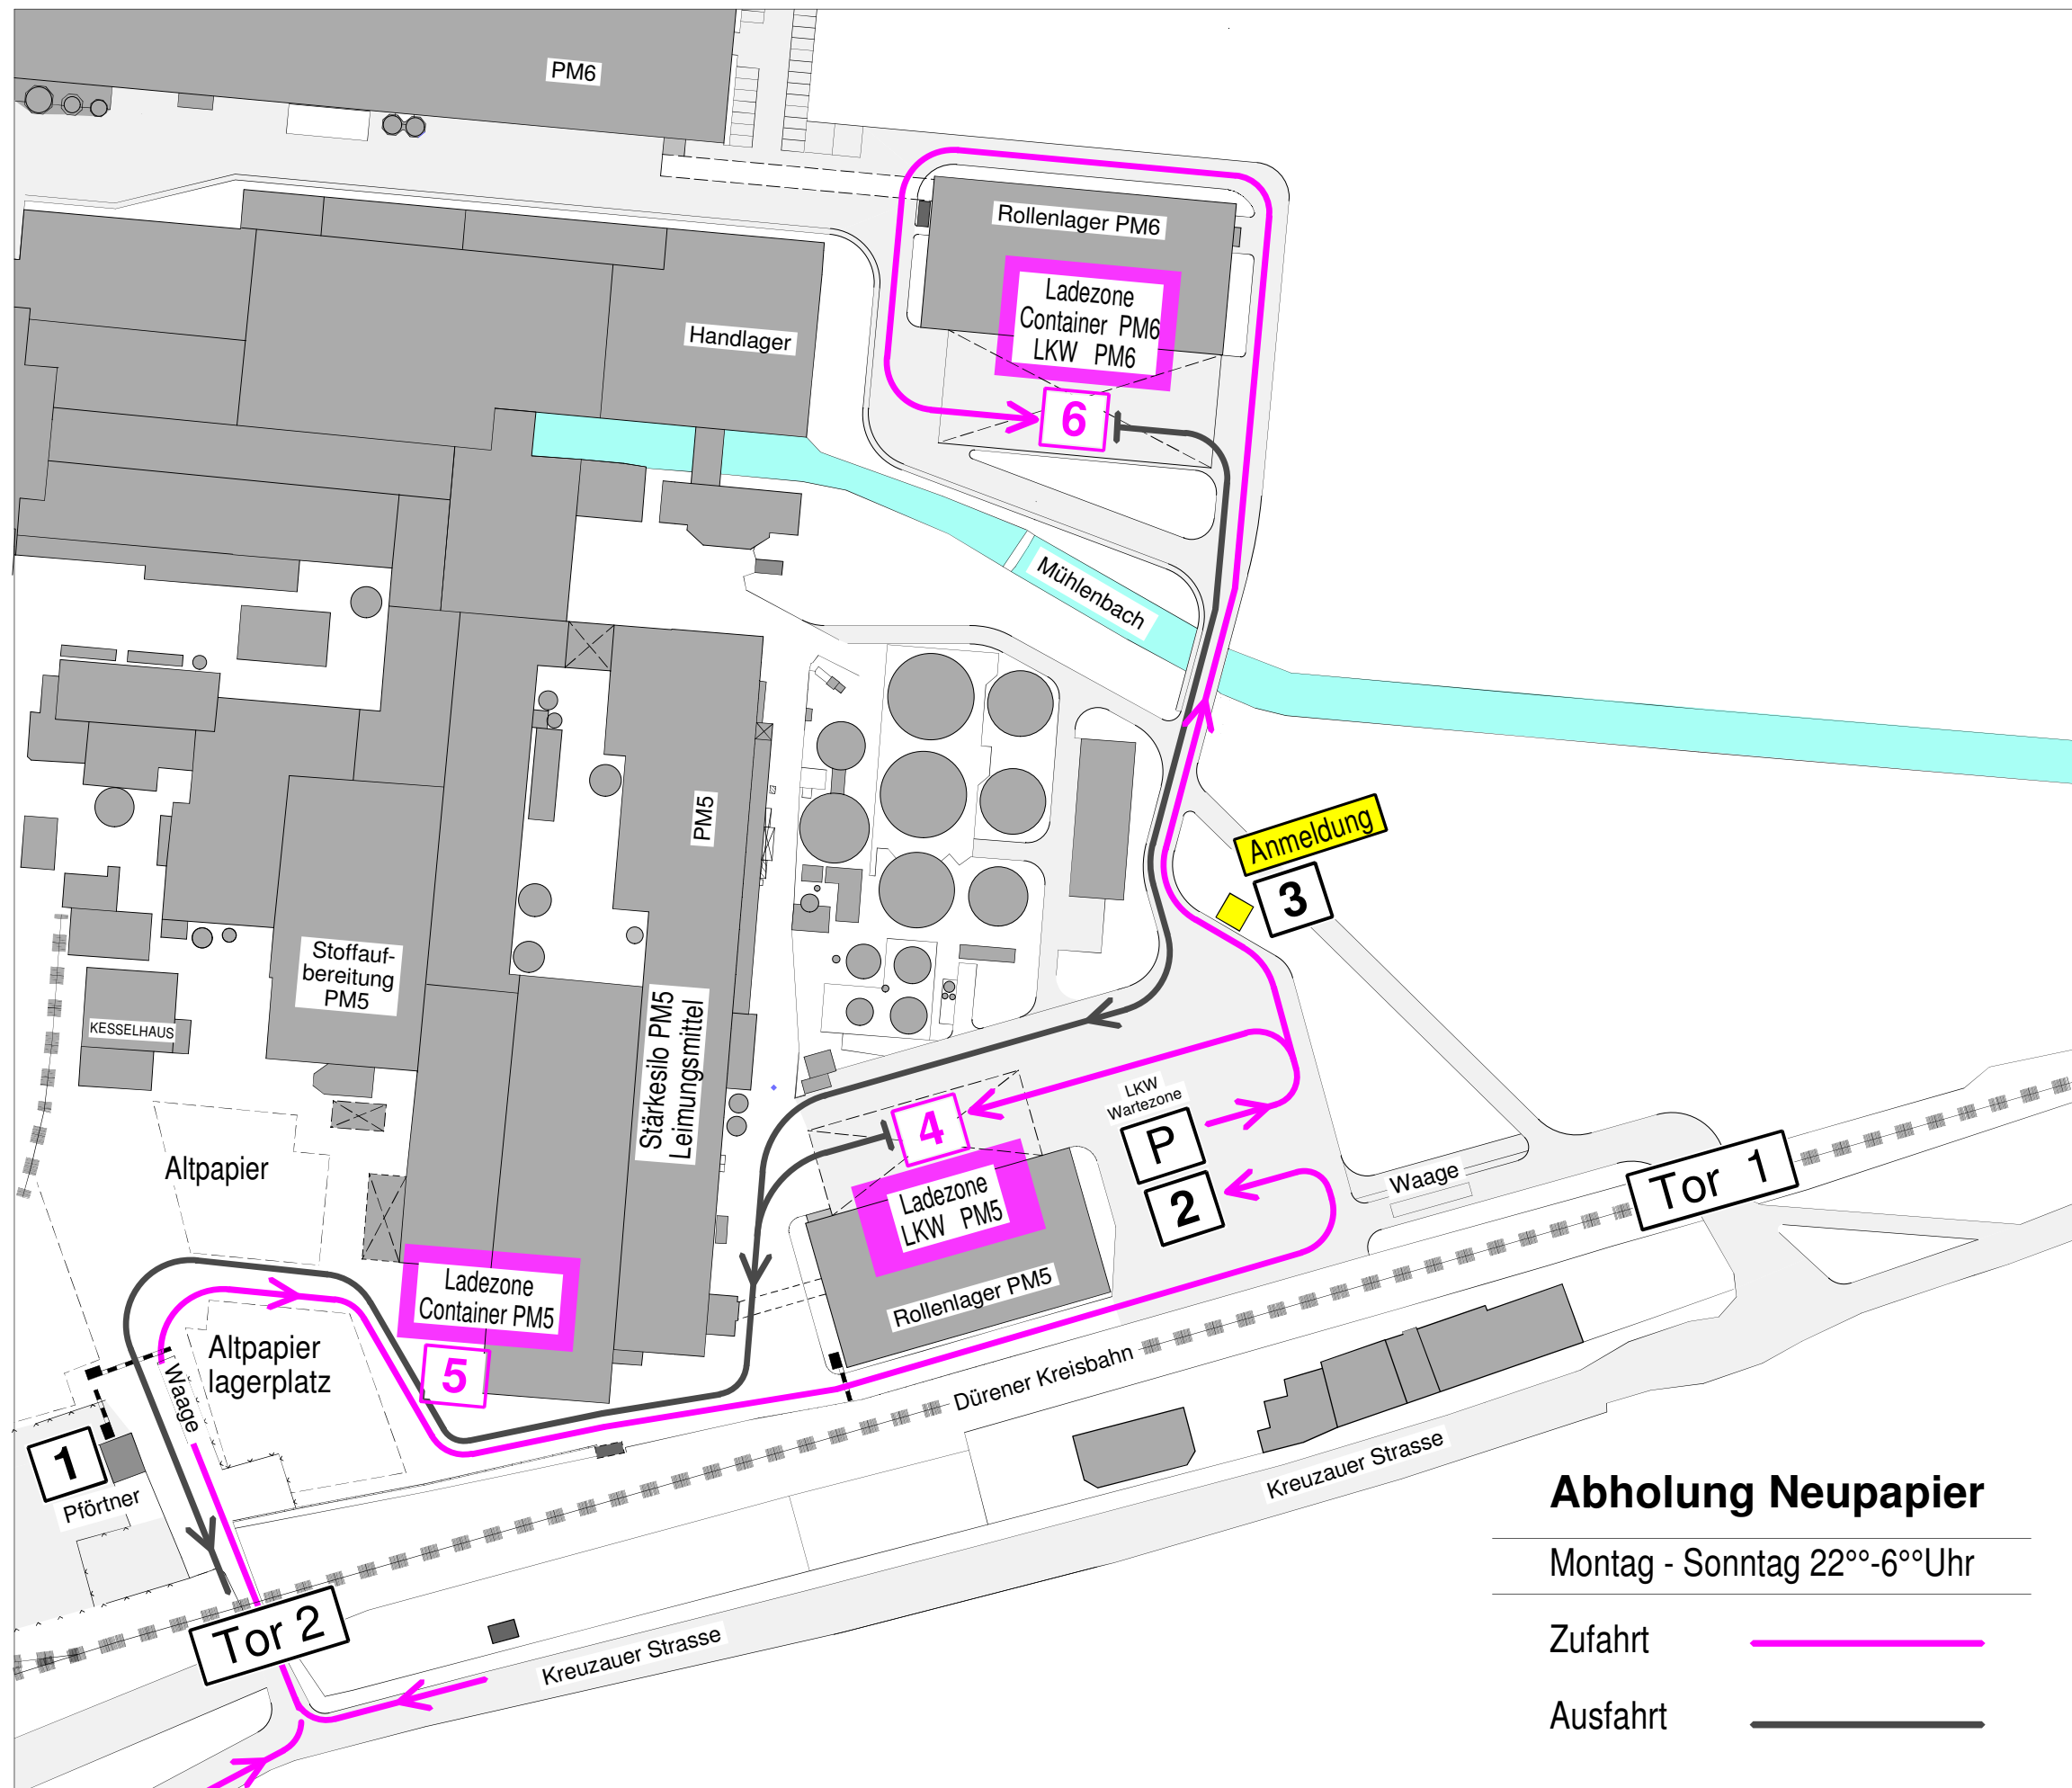 PM6
Rollenlager PM6
Ladezone
Container PM6
LKW PM6
6
Handlager
Mühlenbach
PM5
Anmeldung
3
Stoffauf-
bereitung
PM5
KESSELHAUS
Stärkesilo PM5
Leimungsmittel
LKW
Wartezone
P
2
4
Ladezone
LKW PM5
Rollenlager PM5
Waage
Tor 1
Altpapier
Ladezone
Container PM5
5
Altpapier
lagerplatz
Waage
1
Pförtner
Dürener Kreisbahn
Kreuzauer Strasse
Tor 2
Kreuzauer Strasse
Abholung Neupapier
Montag - Sonntag 22°°-6°°Uhr
Zufahrt
Ausfahrt